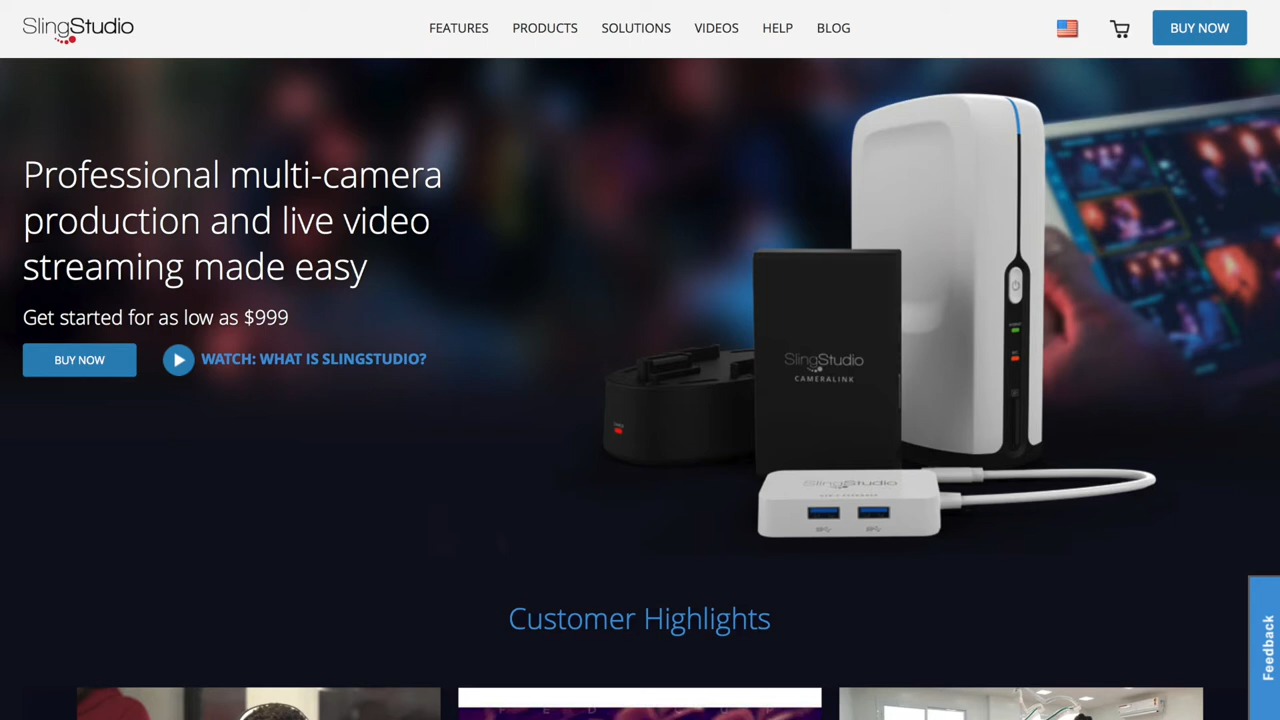 SlingStudio
FEATURES
PRODUCTS
SOLUTIONS
VIDEOS
HELP
BLOG
BUY NOW
Professional multi-camera
production and live video
streaming made easy
Get started for as low as $999
BUY NOW
WATCH: WHAT IS SLINGSTUDIO?
SlingStudio
CAMERALINK
SlingStudio
Customer Highlights
Feedback